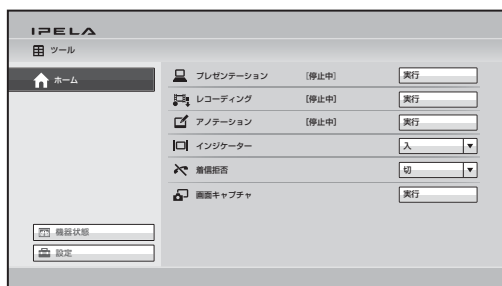 IPELA
ツール
ホーム
プレゼンテーション [停止中] 実行
レコーディング [停止中] 実行
アノテーション [停止中] 実行
インジケーター 入
着信拒否 切
画面キャプチャ 実行
機器状態
設定